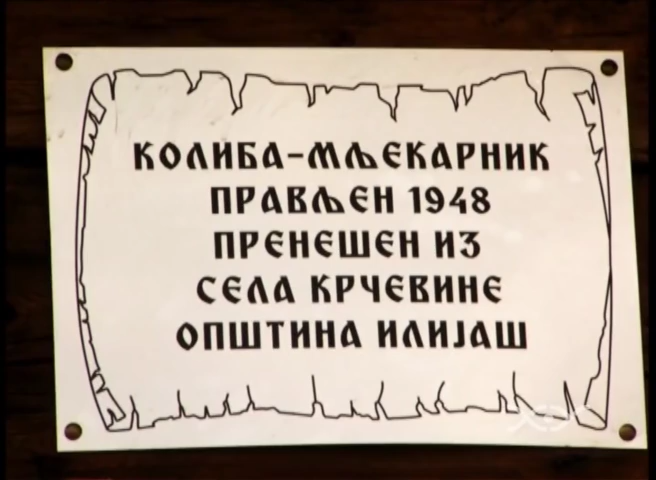 КОЛИБА-МЉЕКАРНИК
ПРАВЉЕН 1948
ПРЕНЕШЕН ИЗ
СЕЛА КРЧЕВИНЕ
ОПШТИНА ИЛИЈАШ